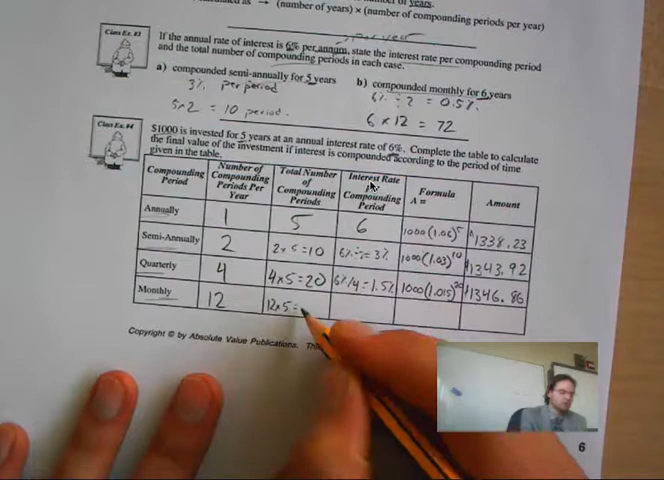 (number of years) × (number of compounding periods per year)
per year
Class Ex. #3
If the annual rate of interest is 6% per annum, state the interest rate per compounding period
and the total number of compounding periods in each case.
a) compounded semi-annually for 5 years
b) compounded monthly for 6 years
3% per period
5×2 = 10 period.
= 0.5%
6 × 12 = 72
Class Ex. #4
$1000 is invested for 5 years at an annual interest rate of 6%. Complete the table to calculate
the final value of the investment if interest is compounded according to the period of time
given in the table.
Compounding Period
Number of Compounding Periods Per Year
Total Number of Compounding Periods
Interest Rate Compounding Period
Formula A =
Amount
Annually 1 5 6 1000(1.06)^5 $1338.23
Semi-Annually 2 2×5=10 6%÷2=3% 1000(1.03)^10 $1343.92
Quarterly 4 4×5=20 6%/4=1.5% 1000(1.015)^20 $1346.86
Monthly 12 12×5=
Copyright © by Absolute Value Publications.
6